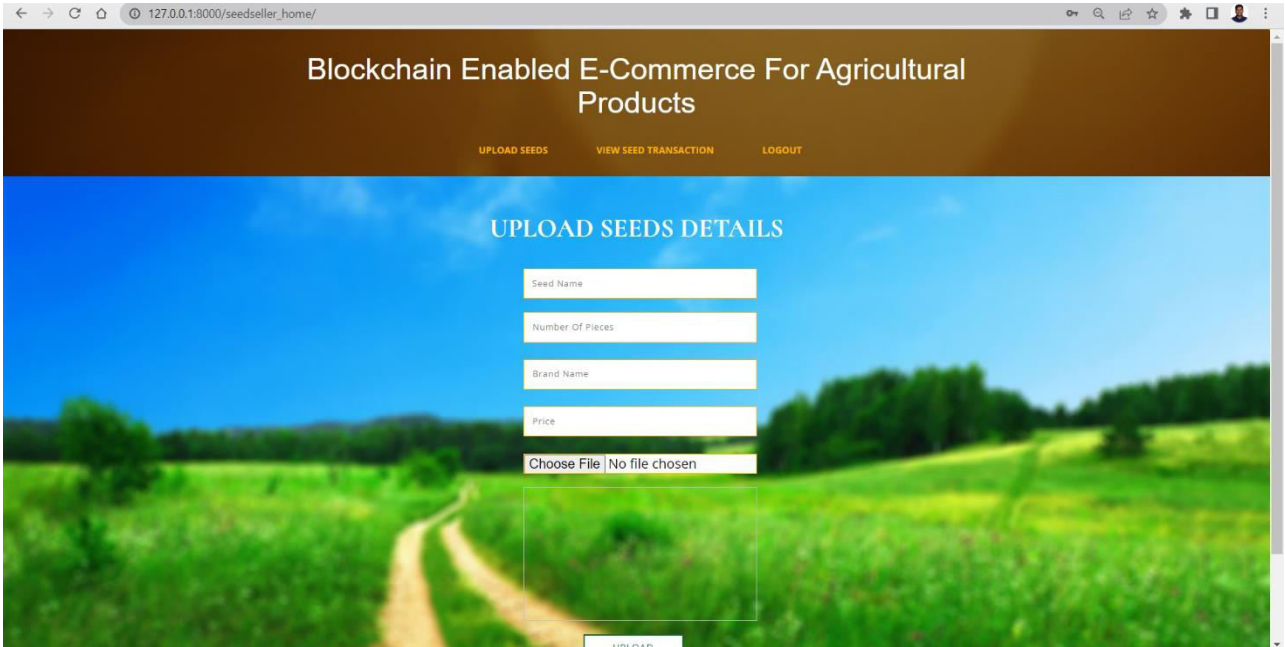 127.0.0.1:8000/seedseller_home/
Blockchain Enabled E-Commerce For Agricultural
Products
UPLOAD SEEDS VIEW SEED TRANSACTION LOGOUT
UPLOAD SEEDS DETAILS
Seed Name
Number Of Pieces
Brand Name
Price
Choose File No file chosen
UPLOAD